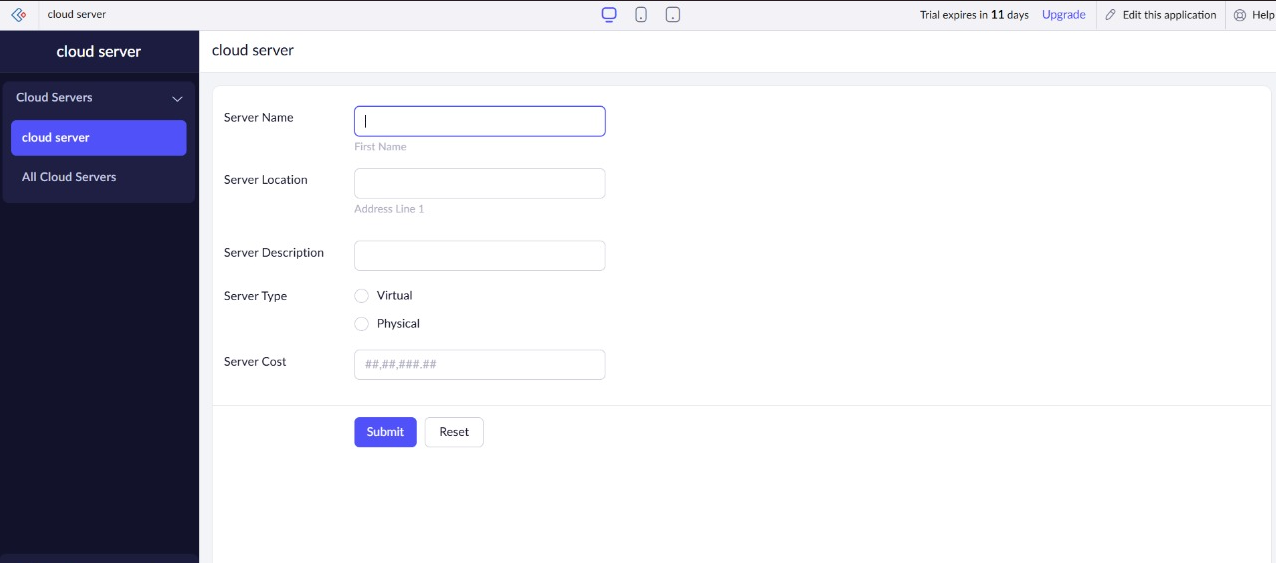 cloud server
Trial expires in 11 days Upgrade Edit this application Help
cloud server
cloud server
Cloud Servers
cloud server
All Cloud Servers
Server Name
First Name
Server Location
Address Line 1
Server Description
Server Type
Virtual
Physical
Server Cost
##,##,###.##
Submit Reset